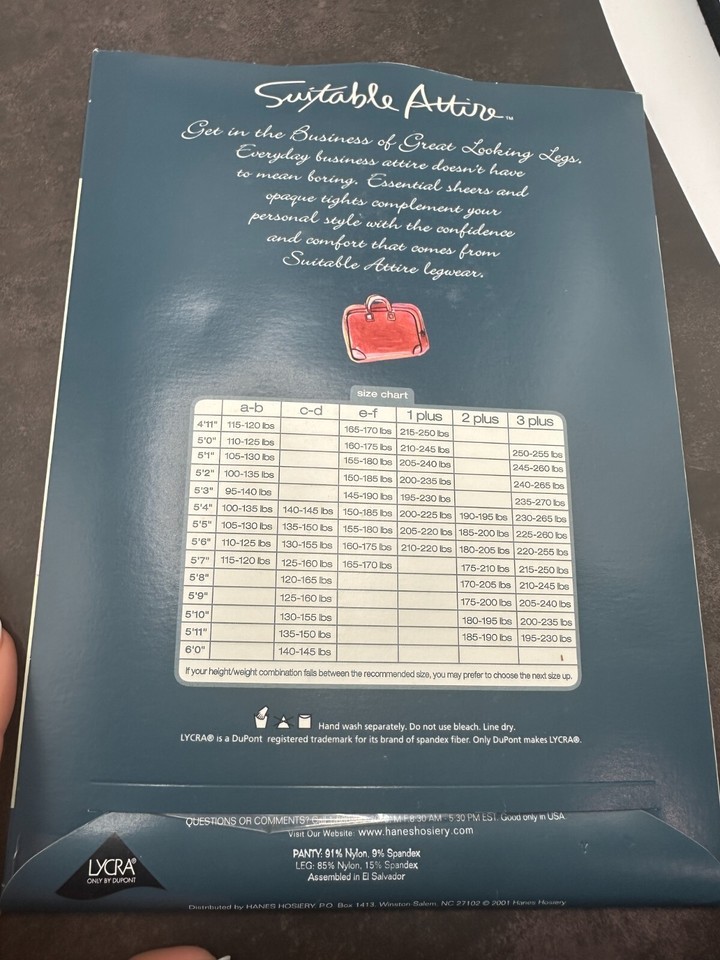 Suitable Attire™
Get in the Business of Great Looking Legs.
Everyday business attire doesn't have
to mean boring. Essential sheers and
opaque tights complement your
personal style with the confidence
and comfort that comes from
Suitable Attire legwear.
size chart
a-b c-d e-f 1 plus 2 plus 3 plus
4'11" 115-120 lbs 165-170 lbs 215-250 lbs
5'0" 110-125 lbs 160-175 lbs 210-245 lbs 250-255 lbs
5'1" 105-130 lbs 155-180 lbs 205-240 lbs 245-260 lbs
5'2" 100-135 lbs 150-185 lbs 200-235 lbs 240-265 lbs
5'3" 95-140 lbs 145-190 lbs 195-230 lbs 235-270 lbs
5'4" 100-135 lbs 140-145 lbs 150-185 lbs 200-225 lbs 190-195 lbs 230-265 lbs
5'5" 105-130 lbs 135-150 lbs 155-180 lbs 205-220 lbs 185-200 lbs 225-260 lbs
5'6" 110-125 lbs 130-155 lbs 160-175 lbs 210-220 lbs 180-205 lbs 220-255 lbs
5'7" 115-120 lbs 125-160 lbs 165-170 lbs 175-210 lbs 215-250 lbs
5'8" 120-165 lbs 170-205 lbs 210-245 lbs
5'9" 125-160 lbs 175-200 lbs 205-240 lbs
5'10" 130-155 lbs 180-195 lbs 200-235 lbs
5'11" 135-150 lbs 185-190 lbs 195-230 lbs
6'0" 140-145 lbs
If your height/weight combination falls between the recommended size, you may prefer to choose the next size up.
Hand wash separately. Do not use bleach. Line dry.
LYCRA® is a DuPont registered trademark for its brand of spandex fiber. Only DuPont makes LYCRA®.
QUESTIONS OR COMMENTS? 8:30 AM - 5:30 PM EST. Good only in USA
Visit Our Website: www.haneshosiery.com
PANTY: 91% Nylon, 9% Spandex
LEG: 85% Nylon, 15% Spandex
Assembled in El Salvador
LYCRA®
ONLY BY DUPONT
Distributed by HANES HOSIERY, P.O. Box 1413, Winston-Salem, NC 27102 © 2001 Hanes Hosiery